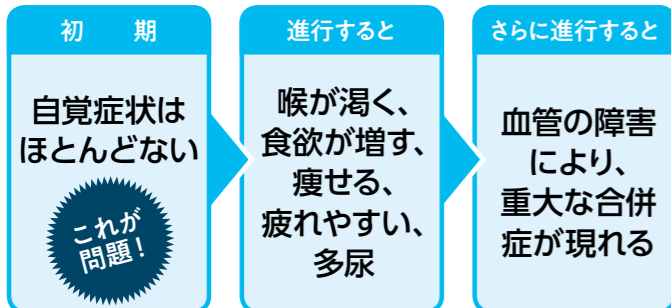 初　期
自覚症状は
ほとんどない
これが
問題！
進行すると
喉が渇く、
食欲が増す、
痩せる、
疲れやすい、
多尿
さらに進行すると
血管の障害
により、
重大な合併
症が現れる